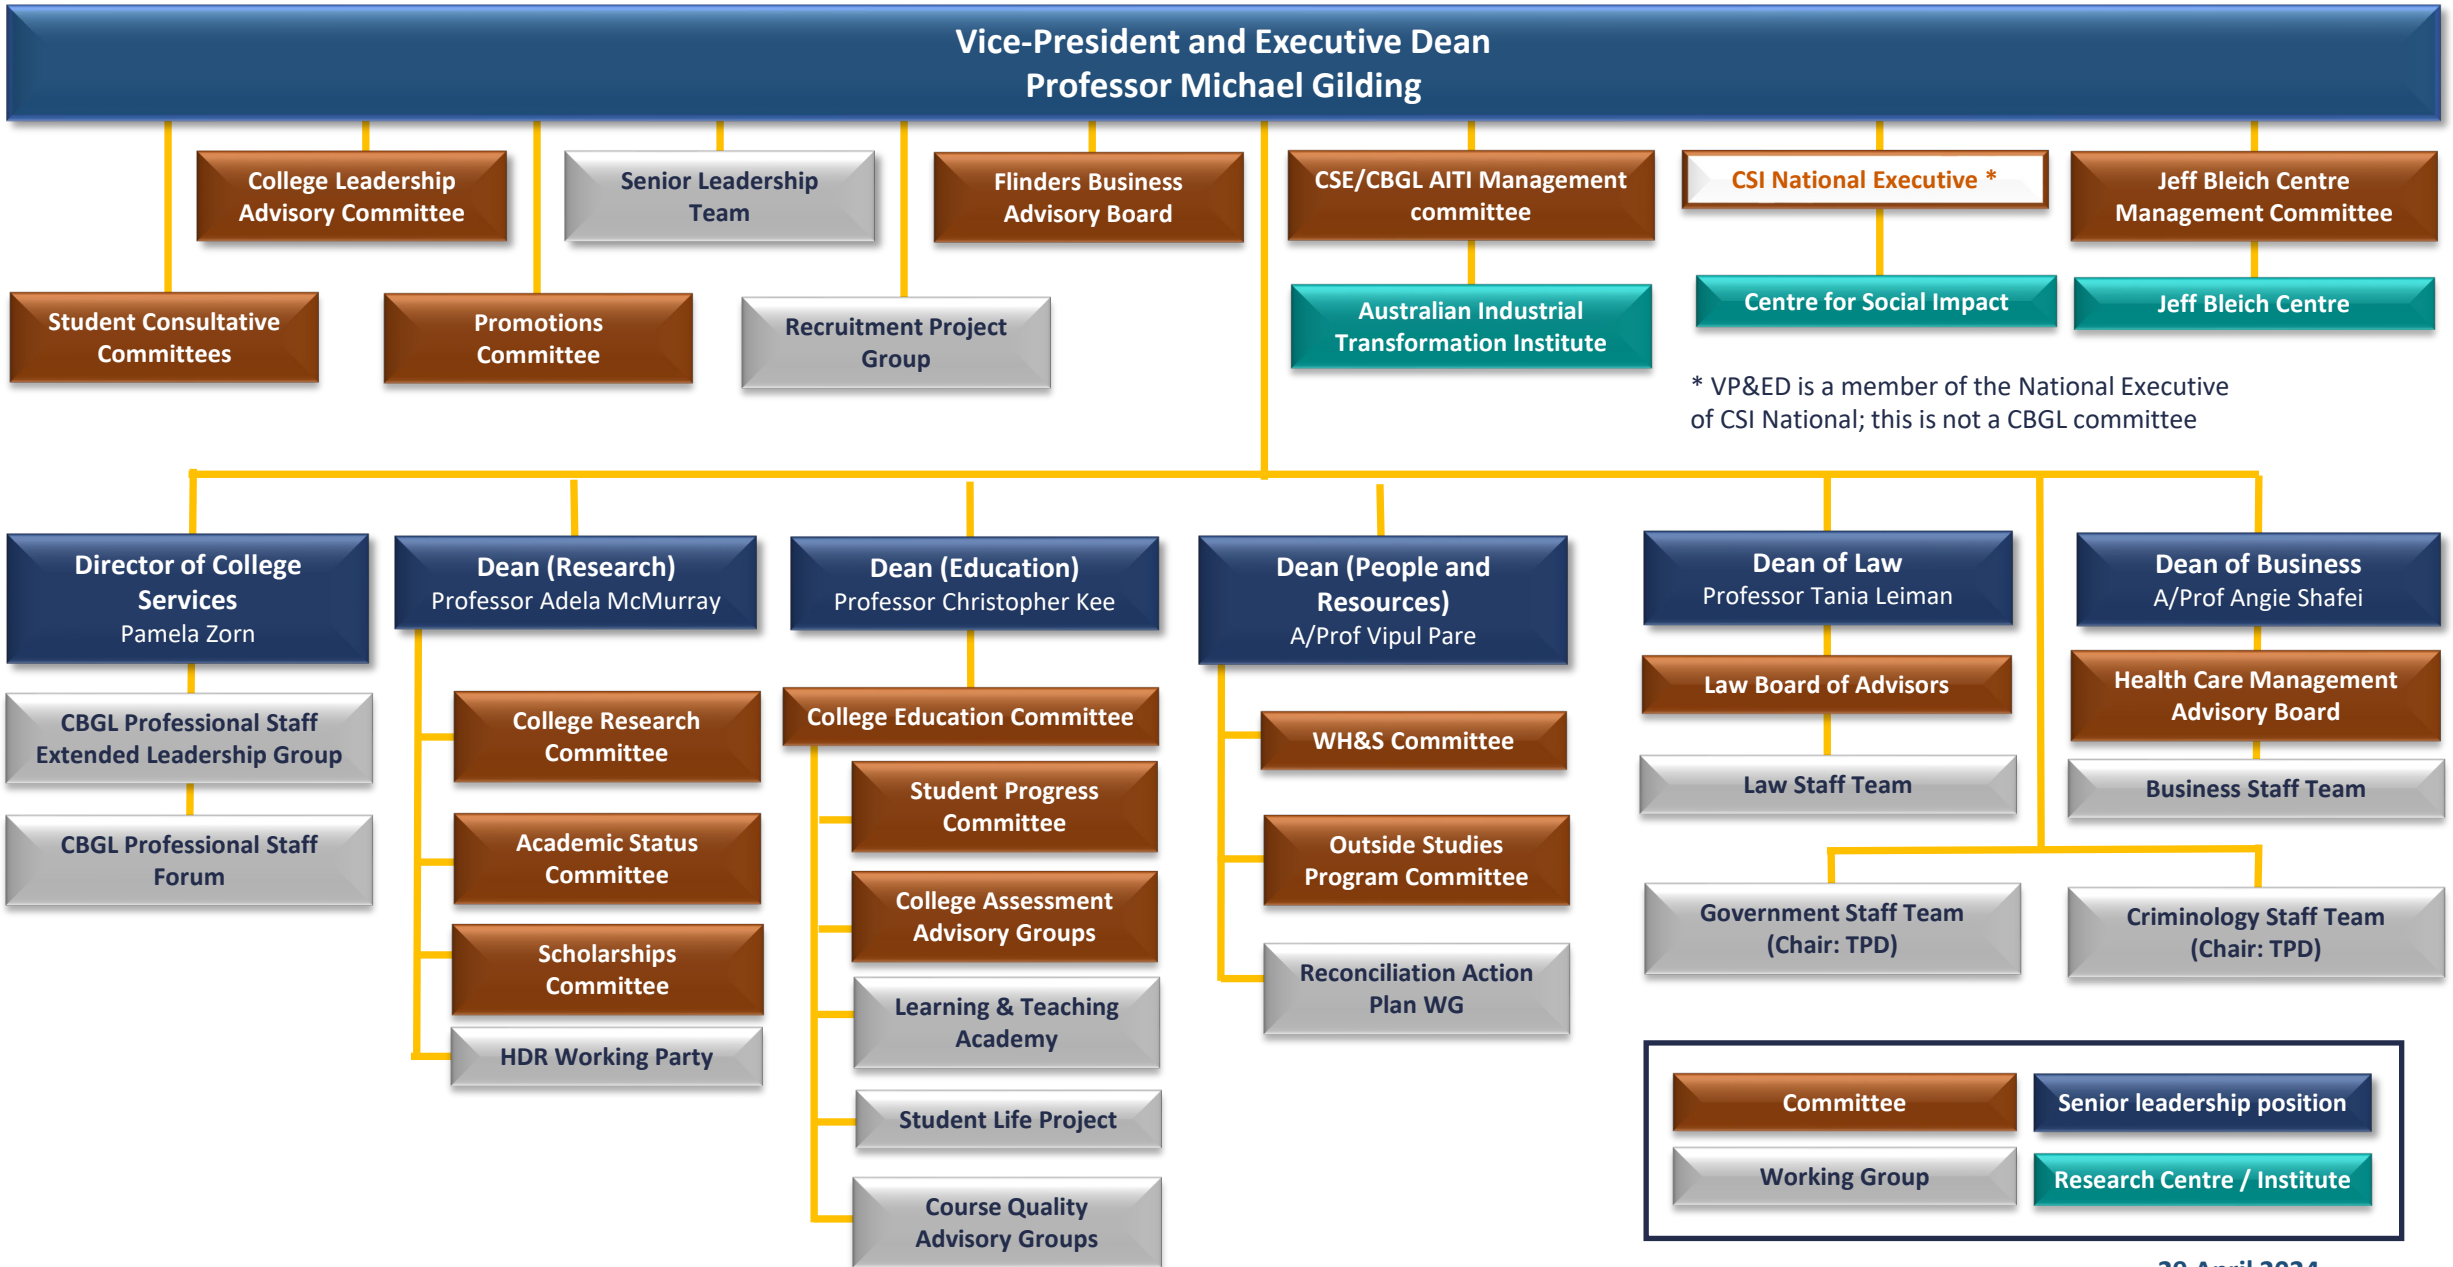 Vice-President and Executive Dean
Professor Michael Gilding
College Leadership
Advisory Committee
Senior Leadership
Team
Flinders Business
Advisory Board
CSE/CBGL AITI Management
committee
CSI National Executive *
Jeff Bleich Centre
Management Committee
Student Consultative
Committees
Promotions
Committee
Recruitment Project
Group
Australian Industrial
Transformation Institute
Centre for Social Impact
Jeff Bleich Centre
* VP&ED is a member of the National Executive
of CSI National; this is not a CBGL committee
Director of College
Services
Pamela Zorn
Dean (Research)
Professor Adela McMurray
Dean (Education)
Professor Christopher Kee
Dean (People and
Resources)
A/Prof Vipul Pare
Dean of Law
Professor Tania Leiman
Dean of Business
A/Prof Angie Shafei
CBGL Professional Staff
Extended Leadership Group
CBGL Professional Staff
Forum
College Research
Committee
Academic Status
Committee
Scholarships
Committee
HDR Working Party
College Education Committee
Student Progress
Committee
College Assessment
Advisory Groups
Learning & Teaching
Academy
Student Life Project
Course Quality
Advisory Groups
WH&S Committee
Outside Studies
Program Committee
Reconciliation Action
Plan WG
Law Board of Advisors
Law Staff Team
Health Care Management
Advisory Board
Business Staff Team
Government Staff Team
(Chair: TPD)
Criminology Staff Team
(Chair: TPD)
Committee
Senior leadership position
Working Group
Research Centre / Institute
April 2024